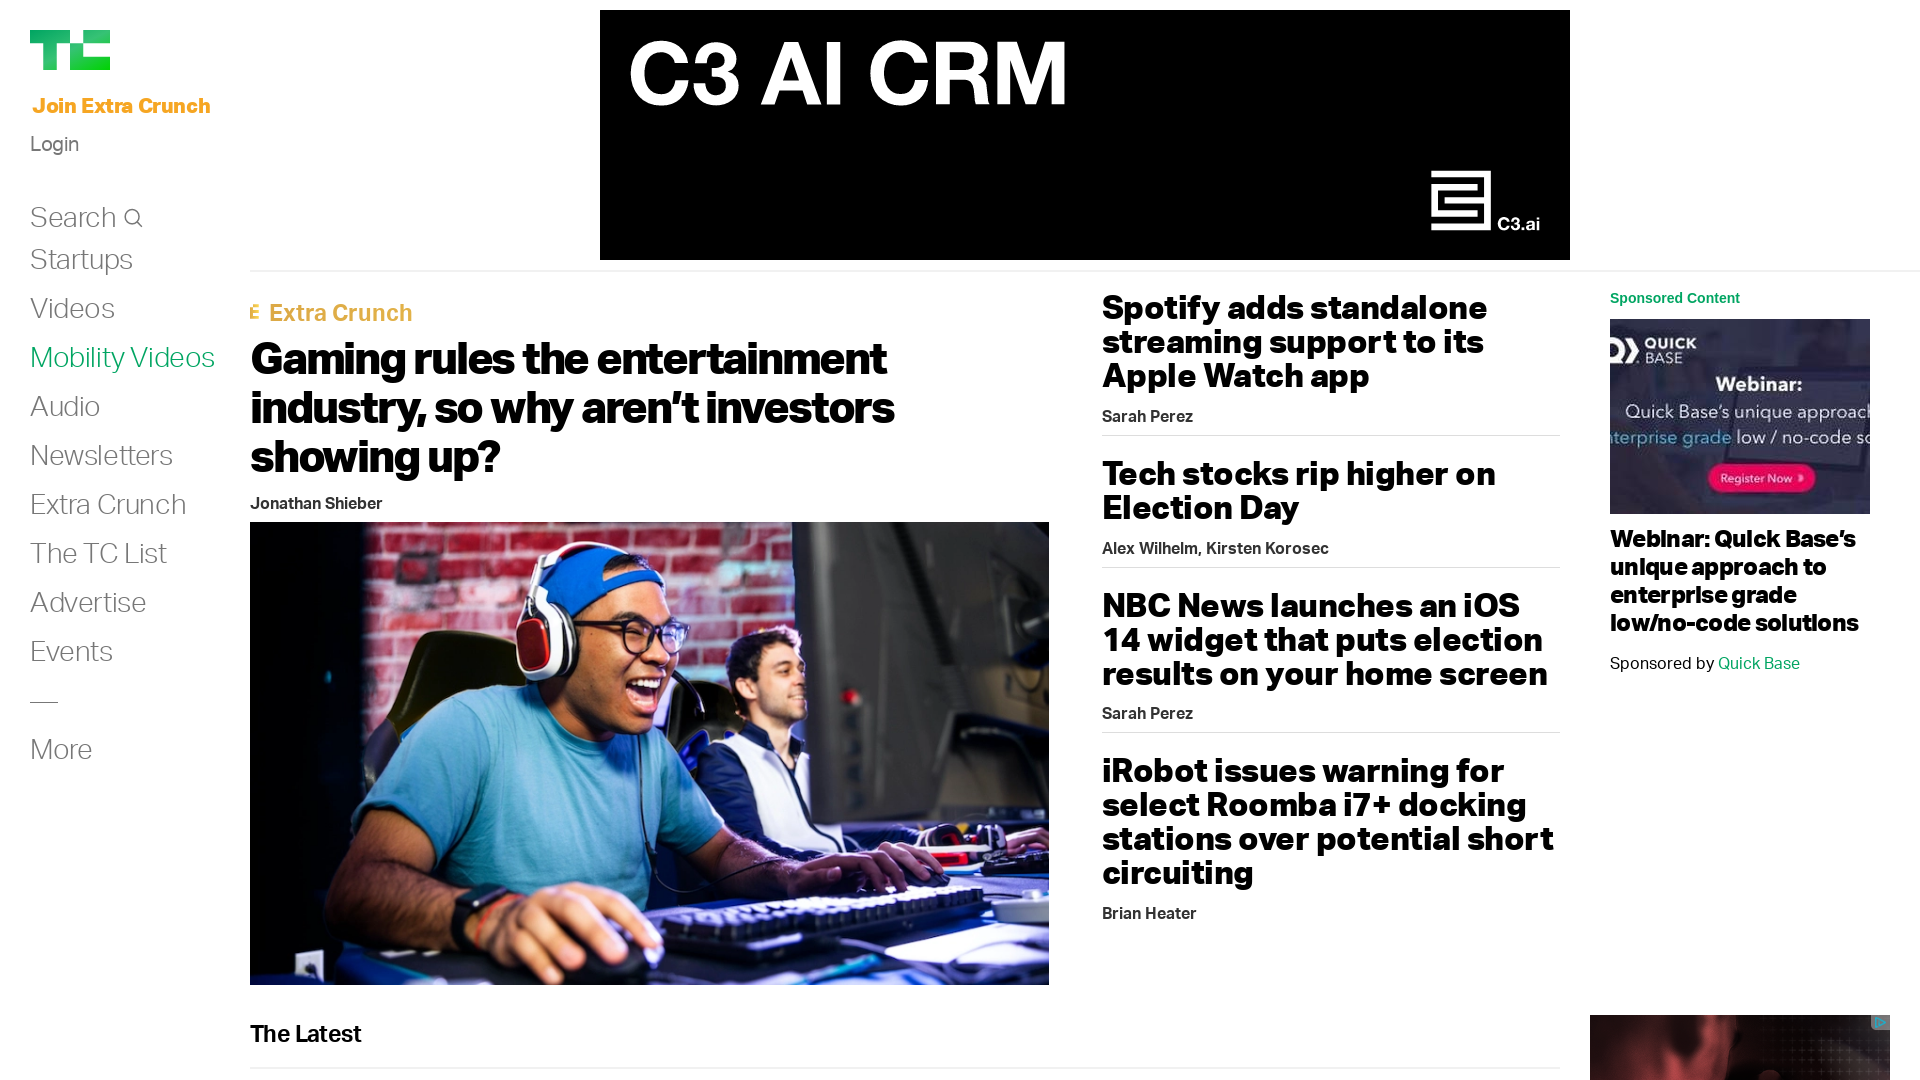 TC
Join Extra Crunch
Login
Search
Startups
Videos
Mobility Videos
Audio
Newsletters
Extra Crunch
The TC List
Advertise
Events
More
C3 AI CRM
C3.ai
Extra Crunch
Gaming rules the entertainment
industry, so why aren’t investors
showing up?
Jonathan Shieber
Spotify adds standalone
streaming support to its
Apple Watch app
Sarah Perez
Tech stocks rip higher on
Election Day
Alex Wilhelm, Kirsten Korosec
NBC News launches an iOS
14 widget that puts election
results on your home screen
Sarah Perez
iRobot issues warning for
select Roomba i7+ docking
stations over potential short
circuiting
Brian Heater
Sponsored Content
QUICK
BASE
Webinar:
Quick Base’s unique approach
nterprise grade low / no-code so
Register Now
Webinar: Quick Base’s
unique approach to
enterprise grade
low/no-code solutions
Sponsored by Quick Base
The Latest